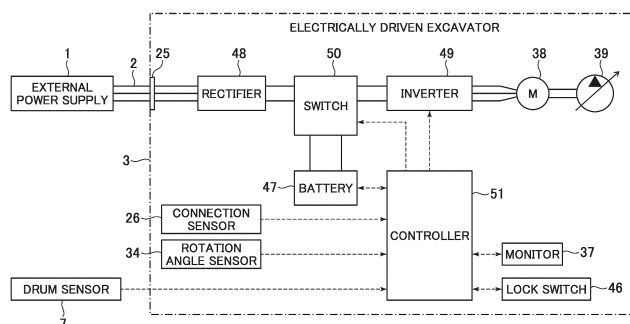 ELECTRICALLY DRIVEN EXCAVATOR
1
2
25
48
50
49
38
39
EXTERNAL
POWER SUPPLY
RECTIFIER
SWITCH
INVERTER
M
3
47
BATTERY
51
26
CONNECTION
SENSOR
CONTROLLER
34
ROTATION
ANGLE SENSOR
MONITOR
37
DRUM SENSOR
LOCK SWITCH
46
7